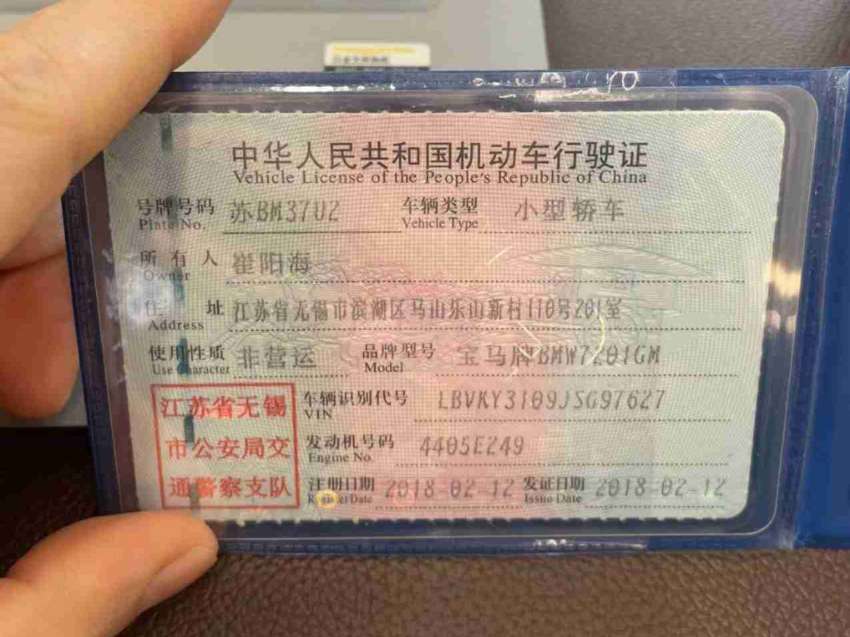 中华人民共和国机动车行驶证
Vehicle License of the People's Republic of China
号牌号码 苏BM37U2 车辆类型 小型轿车
Plate No. Vehicle Type
所有人 翟阳海
Owner
住址 江苏省无锡市滨湖区马山乐山新村110号201室
Address
使用性质 非营运 品牌型号 宝马牌BMW7201GM
Use Character Model
江苏省无锡
市公安局交
通警察支队
车辆识别代号 LBVKY3109JSG97627
VIN
发动机号码 4405E249
Engine No.
注册日期 2018-02-12 发证日期 2018-02-12
Register Date Issue Date